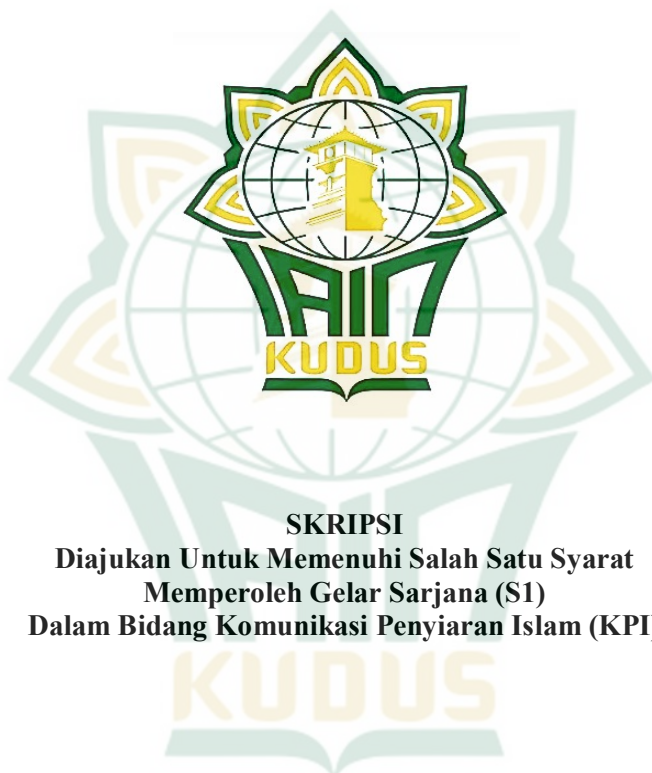 IAIN
KUDUS
SKRIPSI
Diajukan Untuk Memenuhi Salah Satu Syarat
Memperoleh Gelar Sarjana (S1)
Dalam Bidang Komunikasi Penyiaran Islam (KPI)
KUDUS